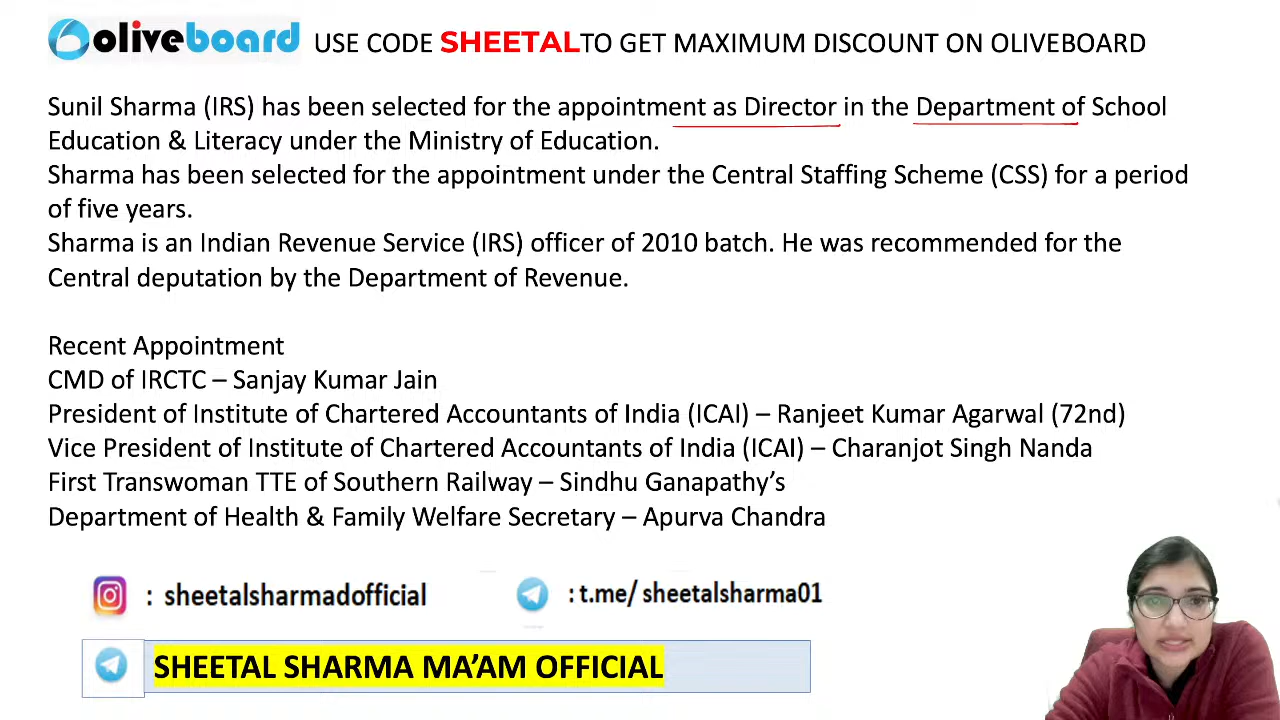 oliveboard USE CODE SHEETAL TO GET MAXIMUM DISCOUNT ON OLIVEBOARD
Sunil Sharma (IRS) has been selected for the appointment as Director in the Department of School
Education & Literacy under the Ministry of Education.
Sharma has been selected for the appointment under the Central Staffing Scheme (CSS) for a period
of five years.
Sharma is an Indian Revenue Service (IRS) officer of 2010 batch. He was recommended for the
Central deputation by the Department of Revenue.
Recent Appointment
CMD of IRCTC – Sanjay Kumar Jain
President of Institute of Chartered Accountants of India (ICAI) – Ranjeet Kumar Agarwal (72nd)
Vice President of Institute of Chartered Accountants of India (ICAI) – Charanjot Singh Nanda
First Transwoman TTE of Southern Railway – Sindhu Ganapathy’s
Department of Health & Family Welfare Secretary – Apurva Chandra
: sheetalsharmadofficial : t.me/ sheetalsharma01
SHEETAL SHARMA MA’AM OFFICIAL